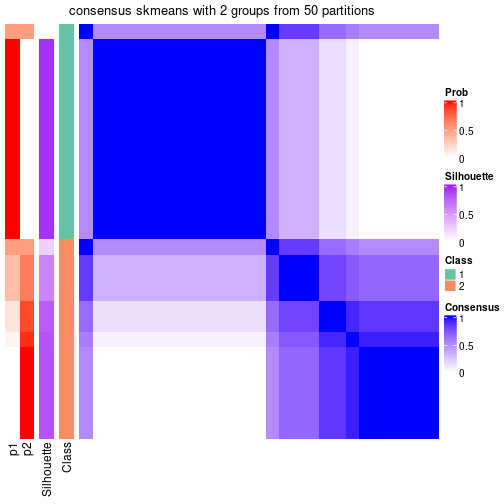 consensus skmeans with 2 groups from 50 partitions
Prob
1
0.5
0
Silhouette
1
0.5
0
Class
1
2
Consensus
1
0.5
0
p1
p2
Silhouette
Class